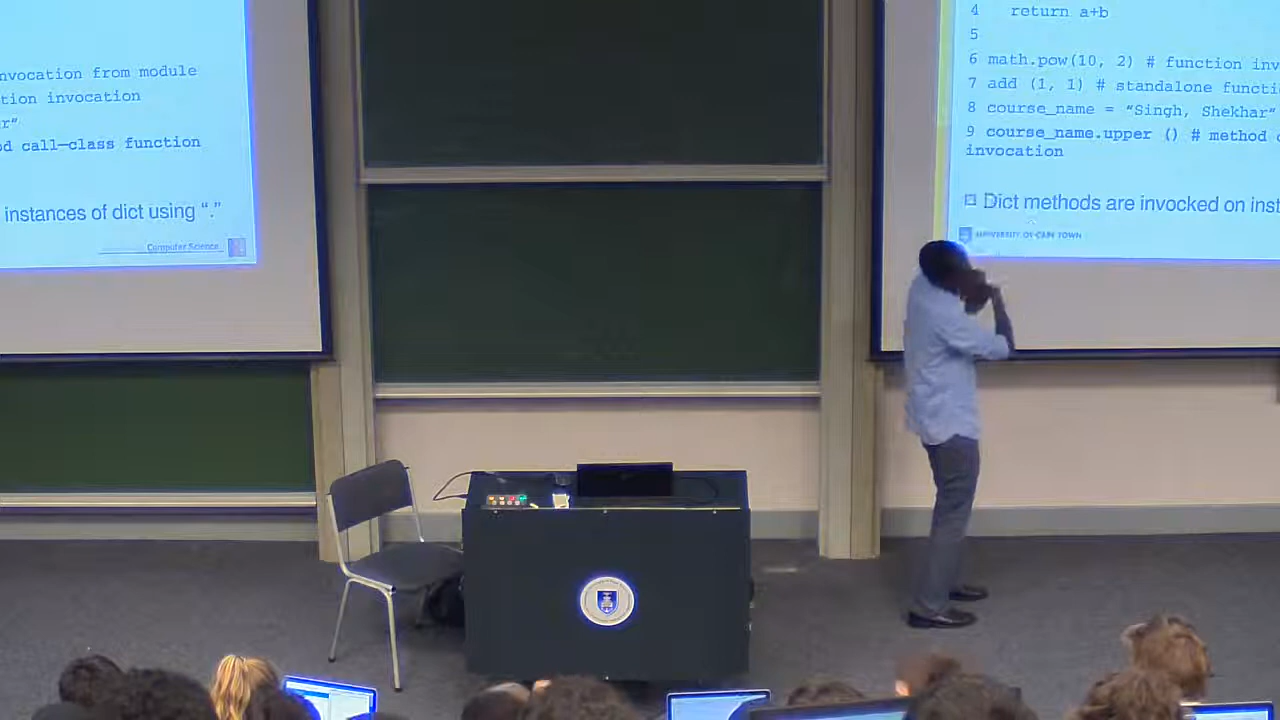 nvocation from module
tion invocation
r”
od call—class function
instances of dict using “.”
Computer Science
4 return a+b
5
6 math.pow(10, 2) # function inv
7 add (1, 1) # standalone functi
8 course_name = “Singh, Shekhar”
9 course_name.upper () # method
invocation
Dict methods are invoked on inst
UNIVERSITY OF CAPE TOWN